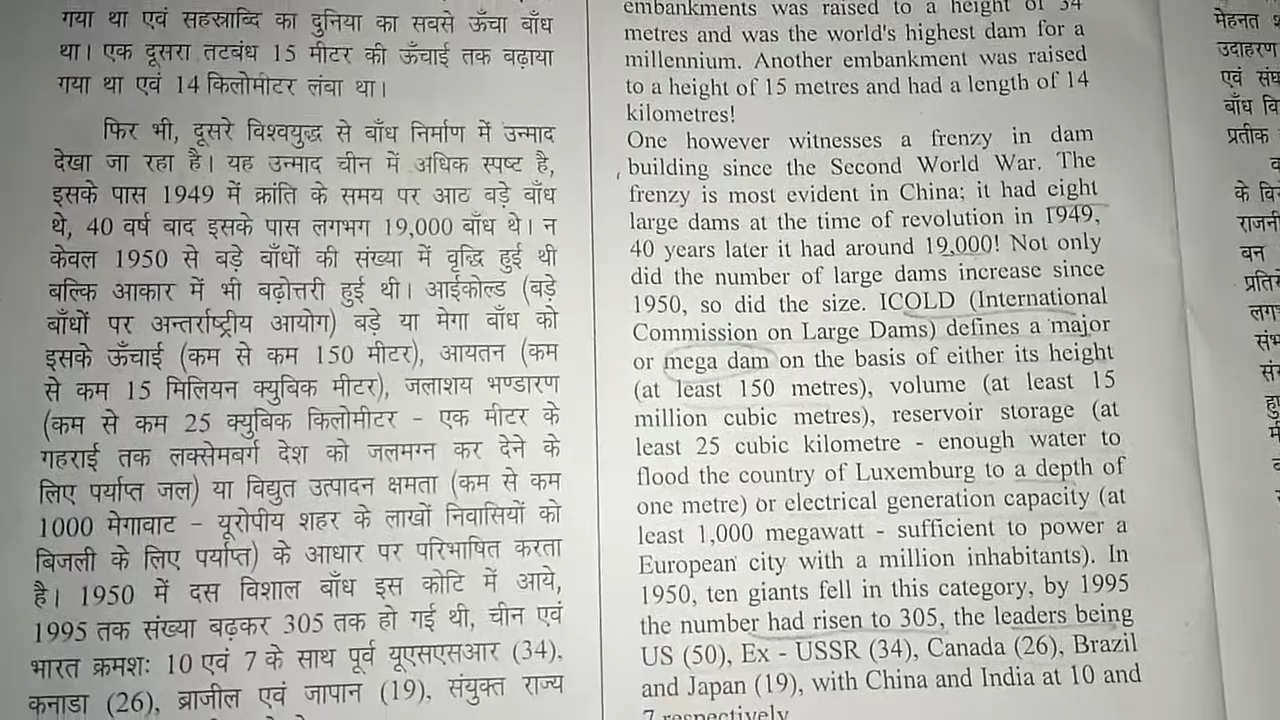 गया था एवं सहस्त्राब्दि का दुनिया का सबसे ऊँचा बाँध
था। एक दूसरा तटबंध 15 मीटर की ऊँचाई तक बढ़ाया
गया था एवं 14 किलोमीटर लंबा था।
फिर भी, दूसरे विश्वयुद्ध से बाँध निर्माण में उन्माद
देखा जा रहा है। यह उन्माद चीन में अधिक स्पष्ट है,
इसके पास 1949 में क्रांति के समय पर आठ बड़े बाँध
थे, 40 वर्ष बाद इसके पास लगभग 19,000 बाँध थे। न
केवल 1950 से बड़े बाँधों की संख्या में वृद्धि हुई थी
बल्कि आकार में भी बढ़ोत्तरी हुई थी। आईकोल्ड (बड़े
बाँधों पर अन्तर्राष्ट्रीय आयोग) बड़े या मेगा बाँध को
इसके ऊँचाई (कम से कम 150 मीटर), आयतन (कम
से कम 15 मिलियन क्युबिक मीटर), जलाशय भण्डारण
(कम से कम 25 क्युबिक किलोमीटर - एक मीटर के
गहराई तक लक्सेमबर्ग देश को जलमग्न कर देने के
लिए पर्याप्त जल) या विद्युत उत्पादन क्षमता (कम से कम
1000 मेगावाट - यूरोपीय शहर के लाखों निवासियों को
बिजली के लिए पर्याप्त) के आधार पर परिभाषित करता
है। 1950 में दस विशाल बाँध इस कोटि में आये,
1995 तक संख्या बढ़कर 305 तक हो गई थी, चीन एवं
भारत क्रमशः 10 एवं 7 के साथ पूर्व यूएसएसआर (34),
कनाडा (26), ब्राजील एवं जापान (19), संयुक्त राज्य
embankments was raised to a height of 34
metres and was the world's highest dam for a
millennium. Another embankment was raised
to a height of 15 metres and had a length of 14
kilometres!
One however witnesses a frenzy in dam
building since the Second World War. The
frenzy is most evident in China; it had eight
large dams at the time of revolution in 1949,
40 years later it had around 19,000! Not only
did the number of large dams increase since
1950, so did the size. ICOLD (International
Commission on Large Dams) defines a major
or mega dam on the basis of either its height
(at least 150 metres), volume (at least 15
million cubic metres), reservoir storage (at
least 25 cubic kilometre - enough water to
flood the country of Luxemburg to a depth of
one metre) or electrical generation capacity (at
least 1,000 megawatt - sufficient to power a
European city with a million inhabitants). In
1950, ten giants fell in this category, by 1995
the number had risen to 305, the leaders being
US (50), Ex - USSR (34), Canada (26), Brazil
and Japan (19), with China and India at 10 and
7 respectively
मेहनत
उदाहरण
एवं संघ
बाँध वि
प्रतीक
के वि
राजनी
बन
प्रति
लग